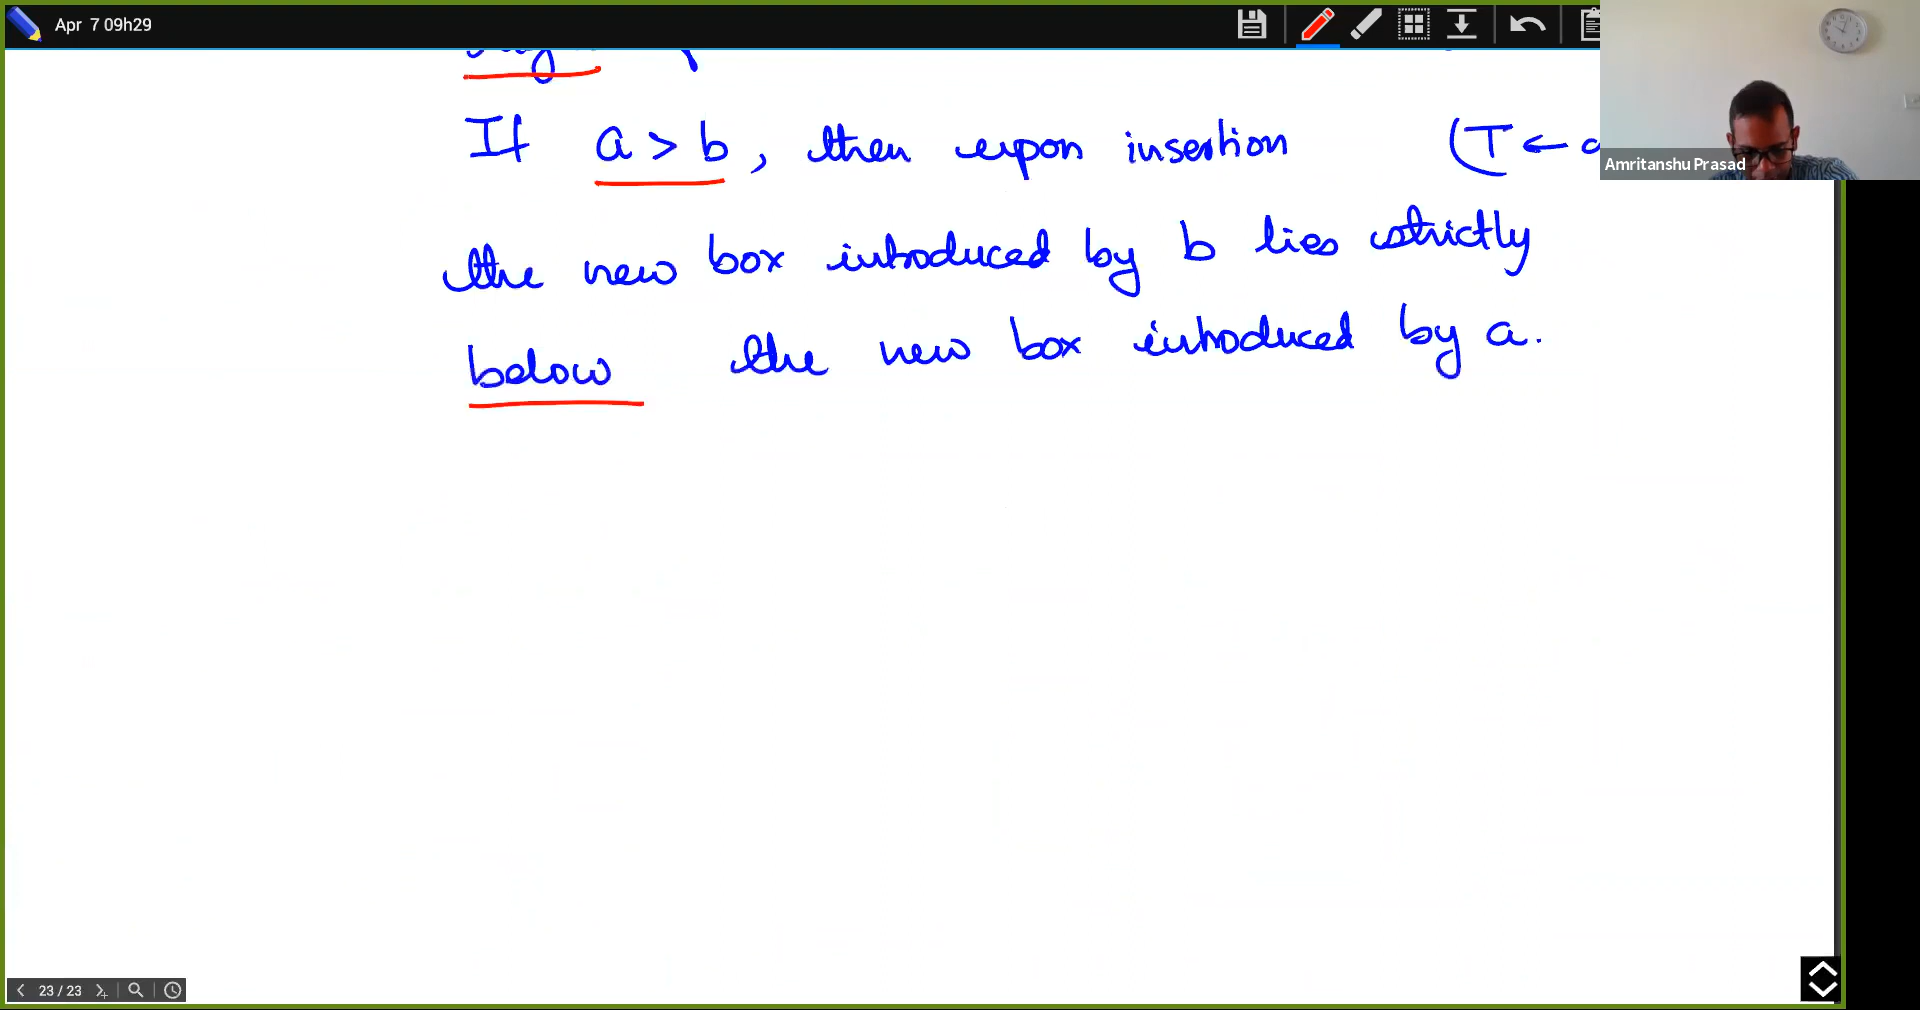 Apr 7 09h29
If a > b, then upon insertion (T ←
Amritanshu Prasad
the new box introduced by b lies strictly
below the new box introduced by a.
23 / 23